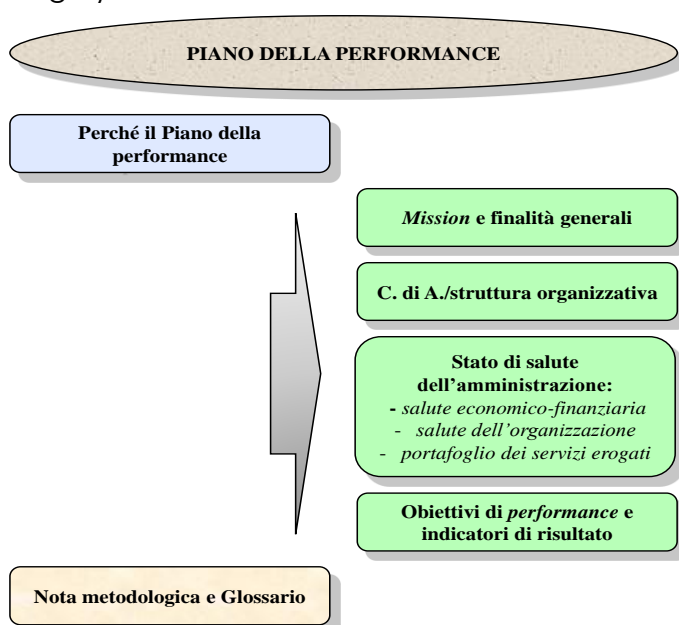 PIANO DELLA PERFORMANCE
Perché il Piano della
performance
Mission e finalità generali
C. di A./struttura organizzativa
Stato di salute
dell'amministrazione:
- salute economico-finanziaria
- salute dell'organizzazione
- portafoglio dei servizi erogati
Obiettivi di performance e
indicatori di risultato
Nota metodologica e Glossario